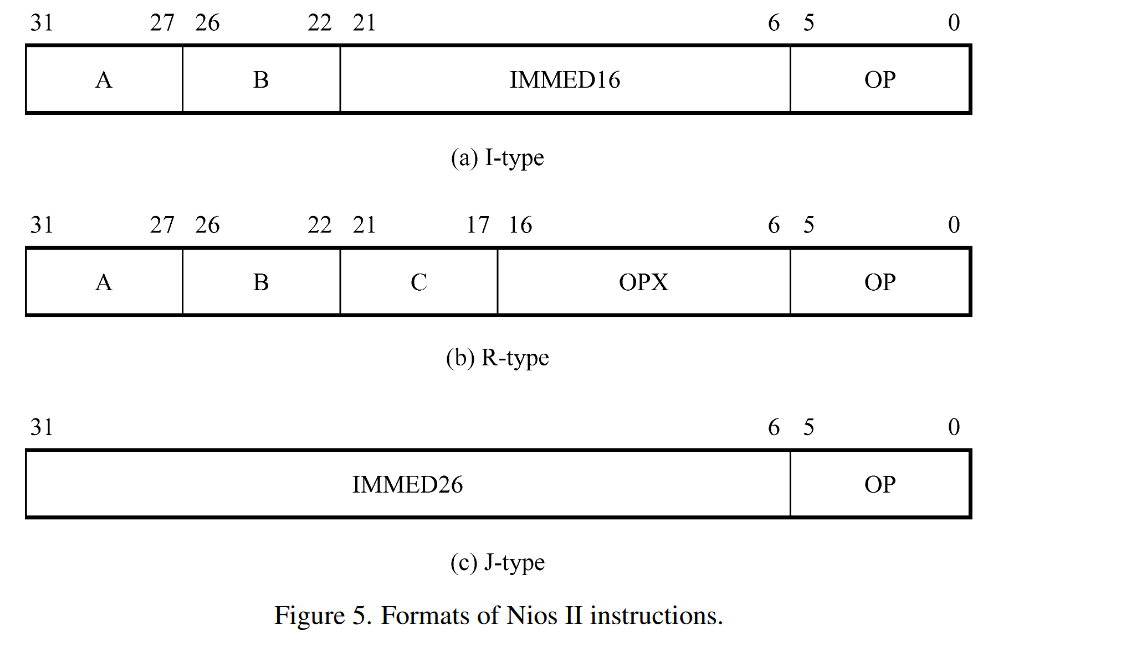 31 27 26 22 21 6 5 0
A B IMMED16 OP
(a) I-type
31 27 26 22 21 17 16 6 5 0
A B C OPX OP
(b) R-type
31 6 5 0
IMMED26 OP
(c) J-type
Figure 5. Formats of Nios II instructions.